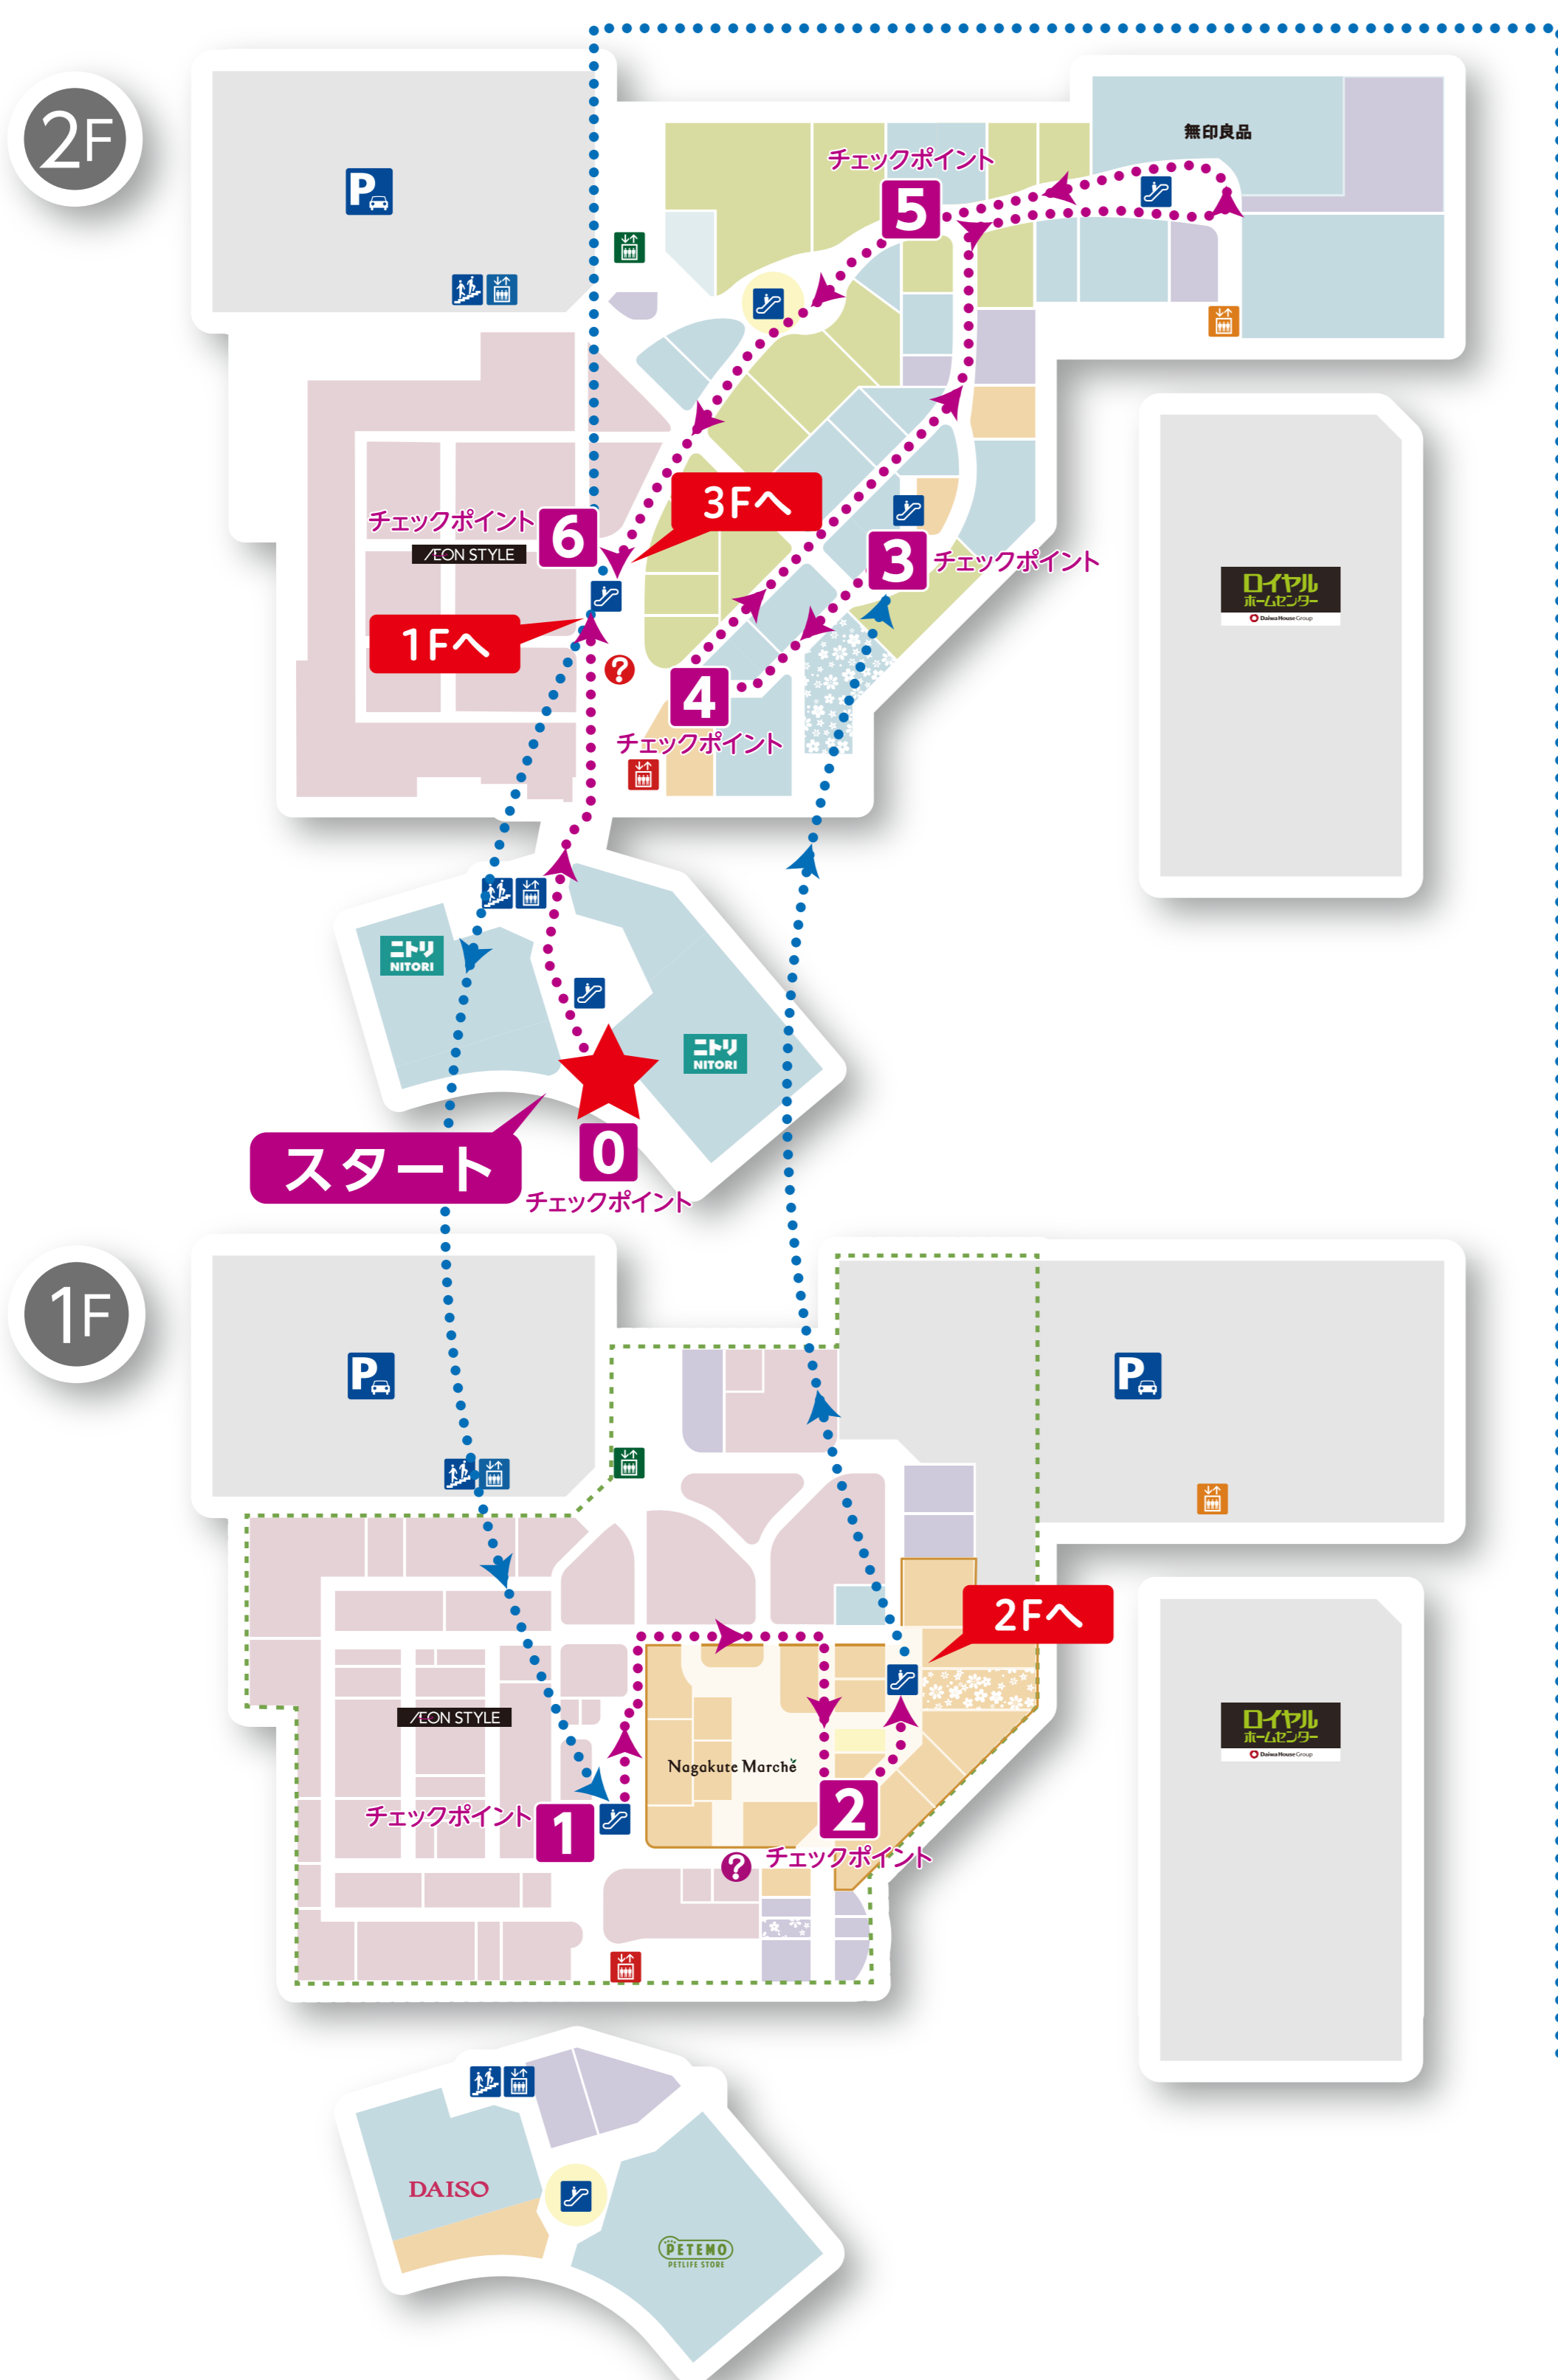 2F
P
無印良品
チェックポイント
5
3Fへ
チェックポイント
6
ÆON STYLE
3
チェックポイント
ロイヤル
ホームセンター
Daiwa House Group
1Fへ
?
4
チェックポイント
ニトリ
NITORI
ニトリ
NITORI
スタート
0
チェックポイント
1F
P
P
2Fへ
ÆON STYLE
ロイヤル
ホームセンター
Daiwa House Group
Nagakute Marché
チェックポイント
1
2
チェックポイント
?
DAISO
PETEMO
PETLIFE STORE